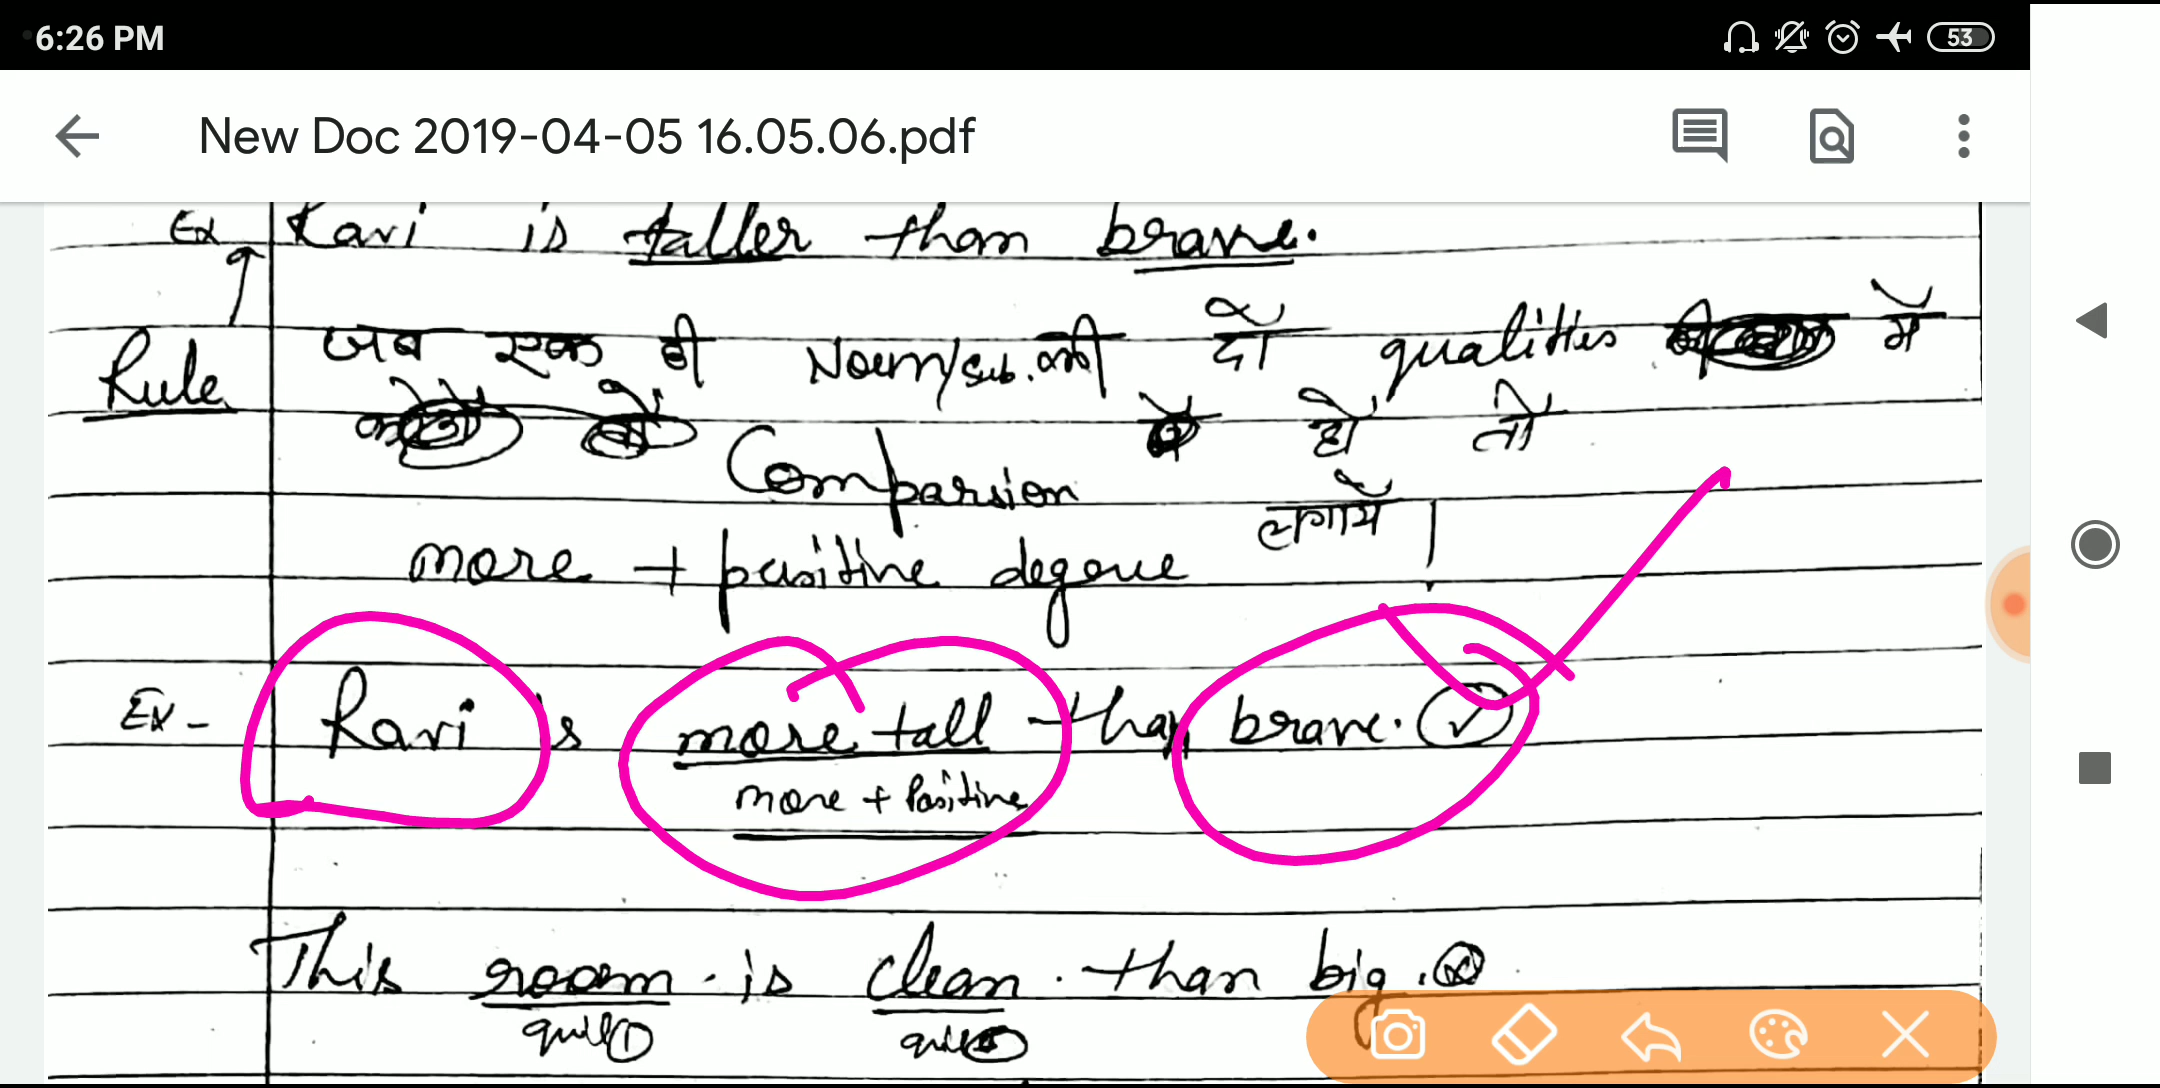 6:26 PM
53
New Doc 2019-04-05 16.05.06.pdf
Ex Ravi is taller than brave.
Rule जब एक ही Noun/sub. की दो qualities में
Comparsion हो तो
more + positive degree लगाये ।
Ex - Ravi is more tall than brave.
more + Positive
This room is clean than big.